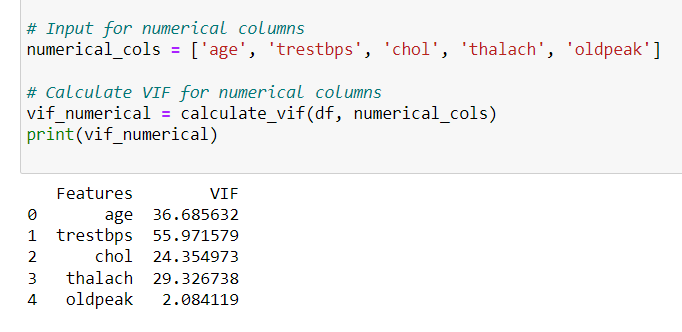 # Input for numerical columns
numerical_cols = ['age', 'trestbps', 'chol', 'thalach', 'oldpeak']
# Calculate VIF for numerical columns
vif_numerical = calculate_vif(df, numerical_cols)
print(vif_numerical)
Features VIF
0 age 36.685632
1 trestbps 55.971579
2 chol 24.354973
3 thalach 29.326738
4 oldpeak 2.084119